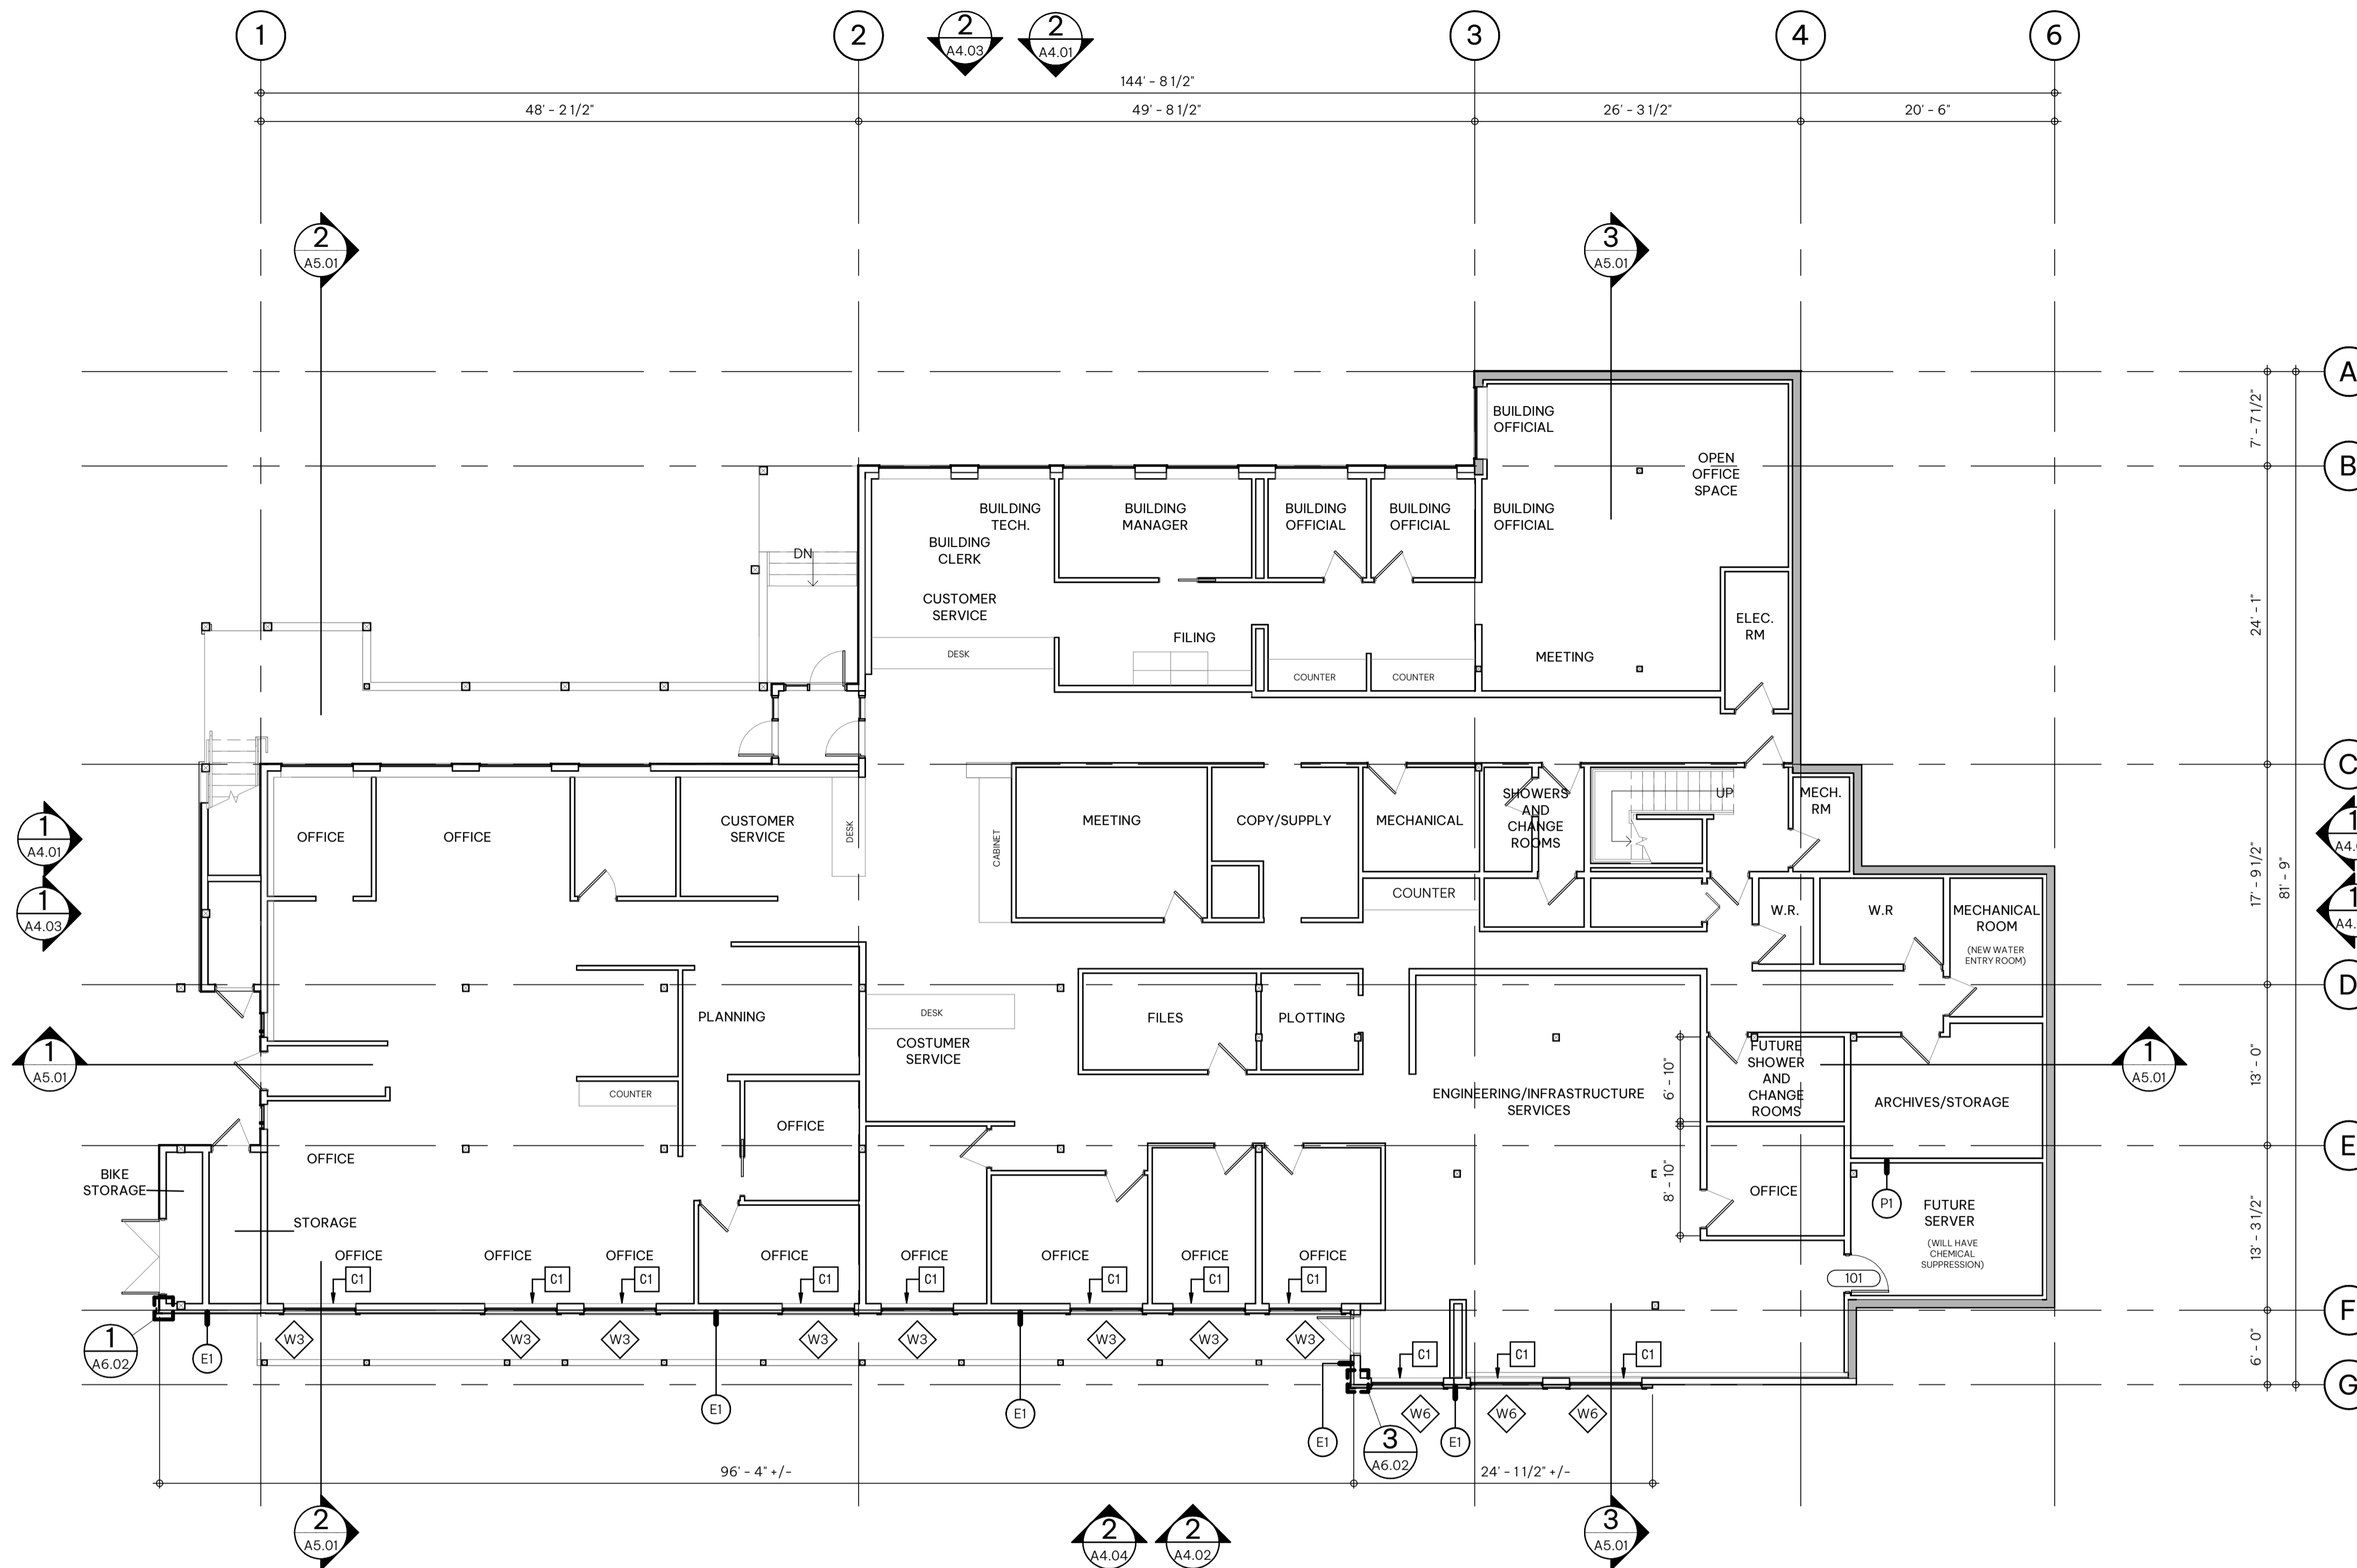 1
2
2
A4.03
2
A4.01
3
4
6
144' - 8 1/2"
48' - 2 1/2"
49' - 8 1/2"
26' - 3 1/2"
20' - 6"
2
A5.01
3
A5.01
A
7' - 7 1/2"
B
BUILDING
OFFICIAL
OPEN
OFFICE
SPACE
BUILDING
TECH.
BUILDING
MANAGER
BUILDING
OFFICIAL
BUILDING
OFFICIAL
BUILDING
OFFICIAL
BUILDING
CLERK
DN
CUSTOMER
SERVICE
ELEC.
RM
24' - 1"
FILING
DESK
MEETING
COUNTER
COUNTER
C
1
A4.01
OFFICE
OFFICE
CUSTOMER
SERVICE
DESK
CABINET
MEETING
COPY/SUPPLY
MECHANICAL
SHOWERS
AND
CHANGE
ROOMS
UP
MECH.
RM
1
17' - 9 1/2"
81' - 9"
1
A4.03
COUNTER
W.R.
W.R
MECHANICAL
ROOM
(NEW WATER
ENTRY ROOM)
1
D
PLANNING
DESK
COSTUMER
SERVICE
FILES
PLOTTING
1
A5.01
FUTURE
SHOWER
AND
CHANGE
ROOMS
6' - 10"
13' - 0"
1
A5.01
COUNTER
ENGINEERING/INFRASTRUCTURE
SERVICES
ARCHIVES/STORAGE
OFFICE
E
OFFICE
BIKE
STORAGE
8' - 10"
OFFICE
P1
FUTURE
SERVER
(WILL HAVE
CHEMICAL
SUPPRESSION)
13' - 3 1/2"
STORAGE
OFFICE
OFFICE
OFFICE
OFFICE
OFFICE
OFFICE
OFFICE
OFFICE
C1
C1
C1
C1
C1
C1
C1
C1
101
F
1
A6.02
E1
W3
W3
W3
W3
W3
W3
W3
W3
C1
C1
C1
6' - 0"
G
E1
E1
E1
W6
E1
W6
W6
3
A6.02
96' - 4" +/-
24' - 1 1/2" +/-
2
A5.01
2
A4.04
2
A4.02
3
A5.01